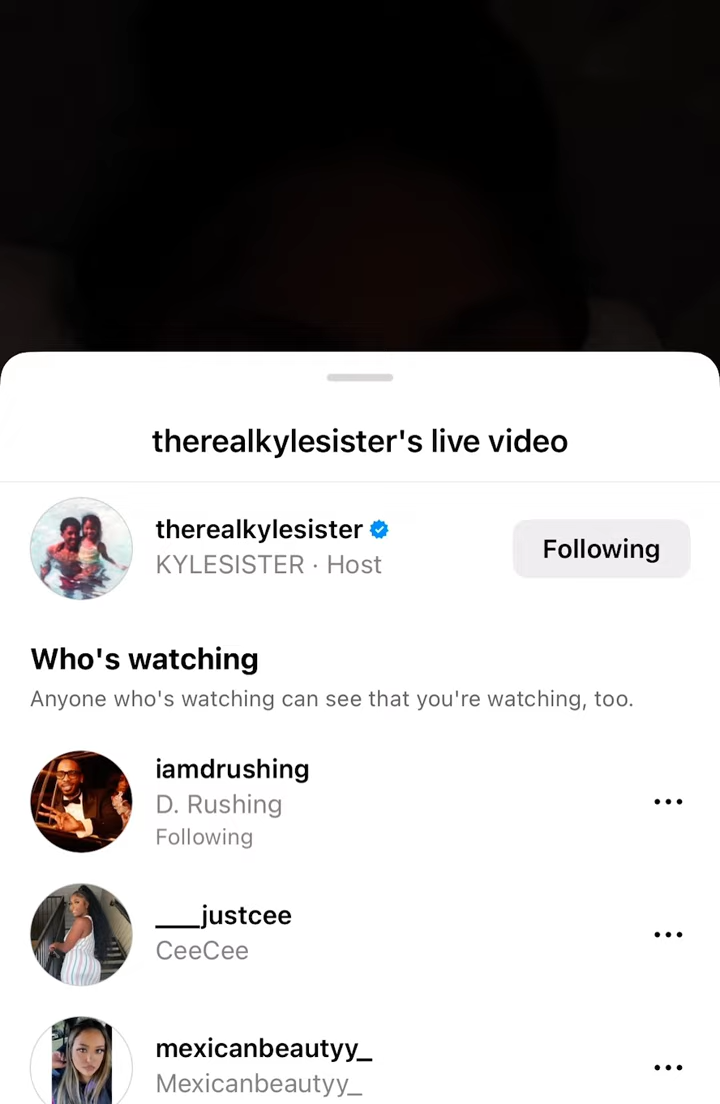 therealkylesister's live video
therealkylesister
KYLESISTER · Host
Following
Who's watching
Anyone who's watching can see that you're watching, too.
iamdrushing
D. Rushing
Following
____justcee
CeeCee
mexicanbeautyy_
Mexicanbeautyy_